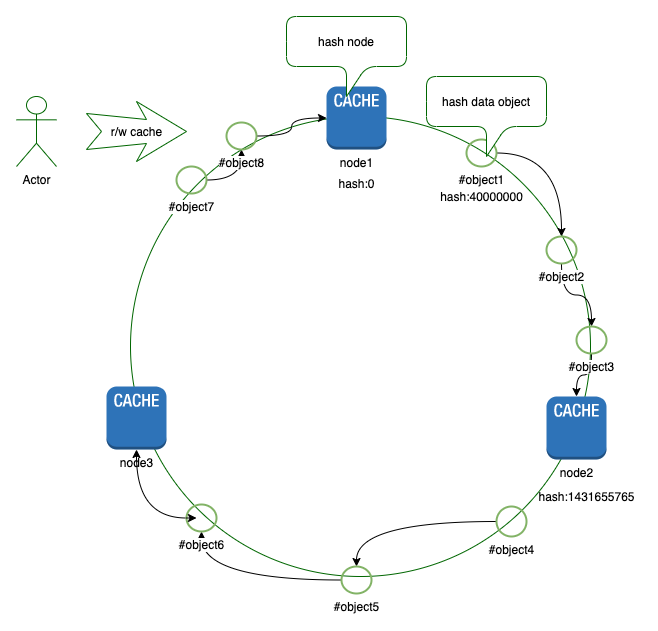 hash node
CACHE
hash data object
r/w cache
#object8
node1
hash:0
Actor
#object1
hash:40000000
#object7
#object2
#object3
CACHE
CACHE
node3
node2
hash:1431655765
#object6
#object4
#object5